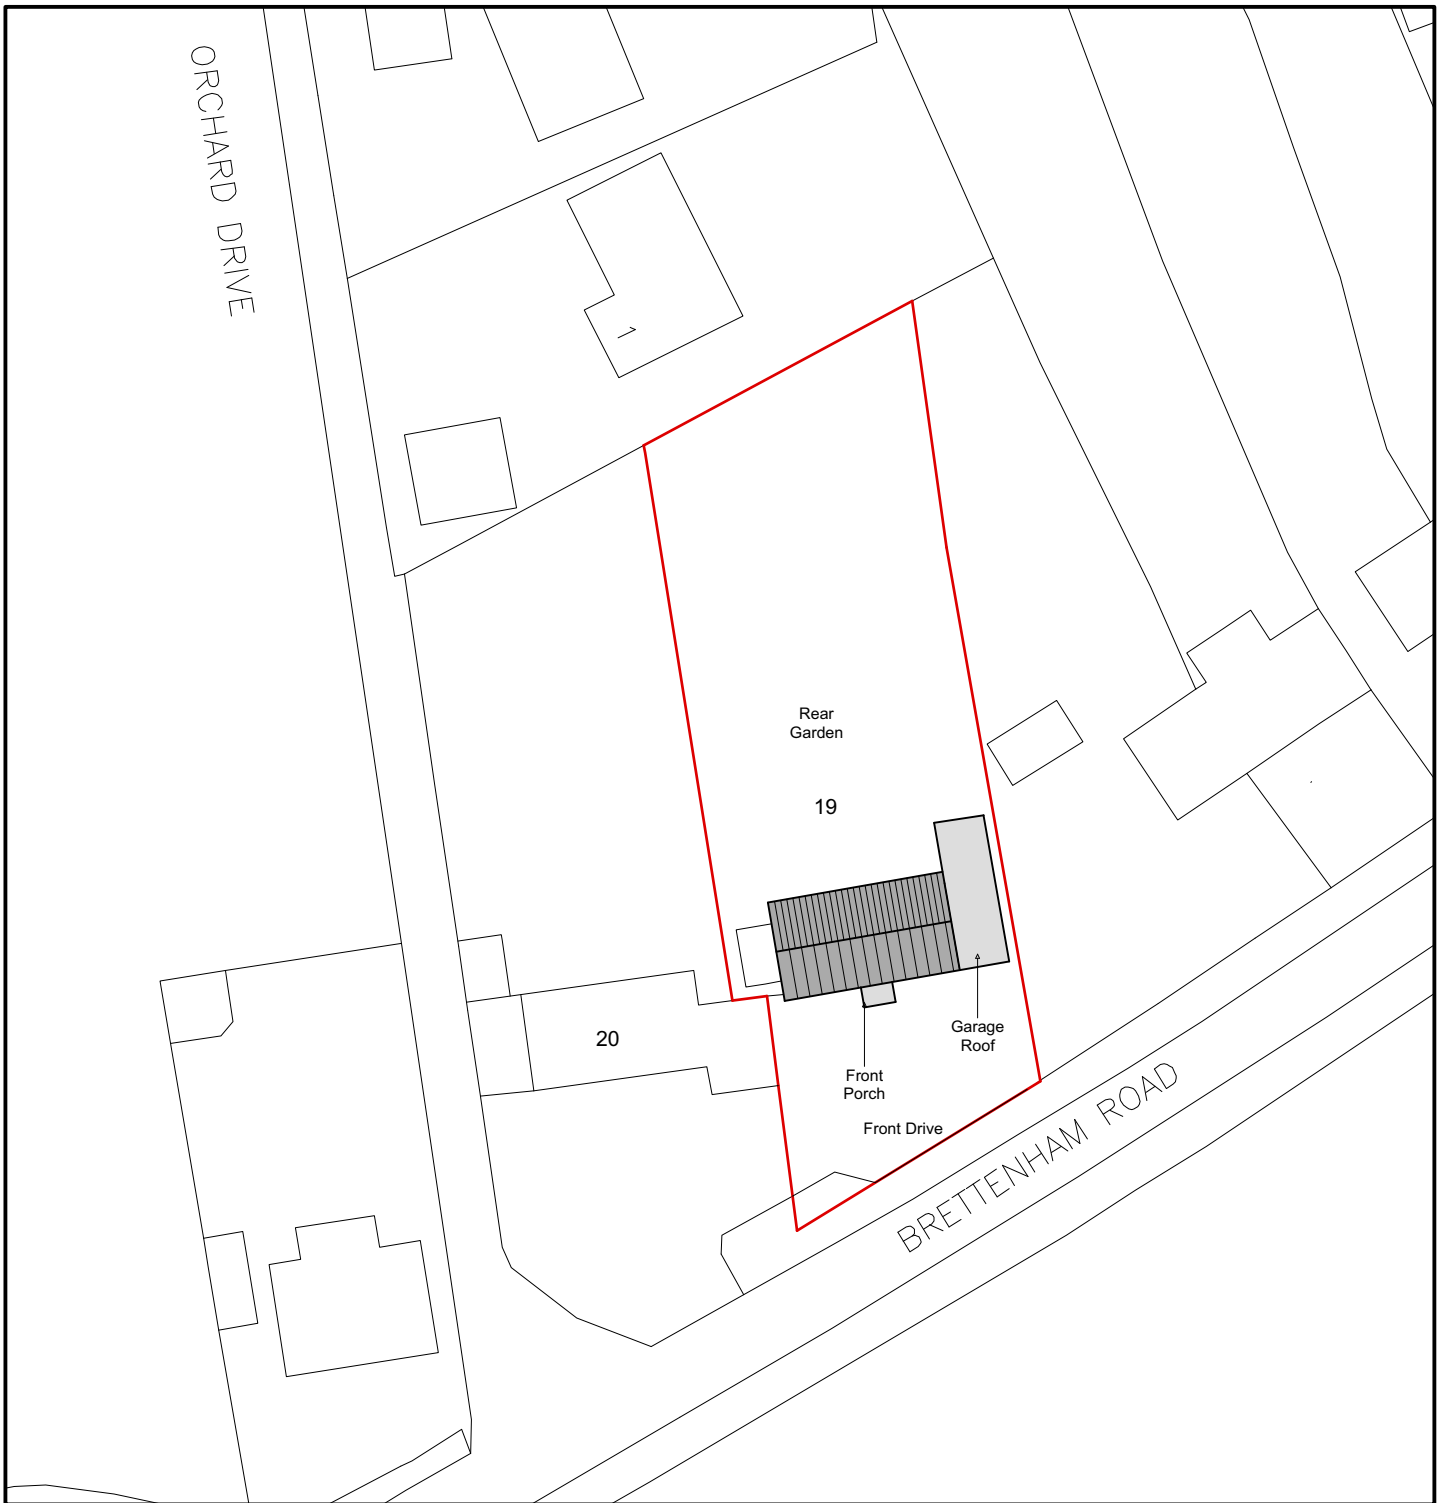 ORCHARD DRIVE
1
Rear
Garden
19
20
Garage
Roof
Front
Porch
Front Drive
BRETTENHAM ROAD